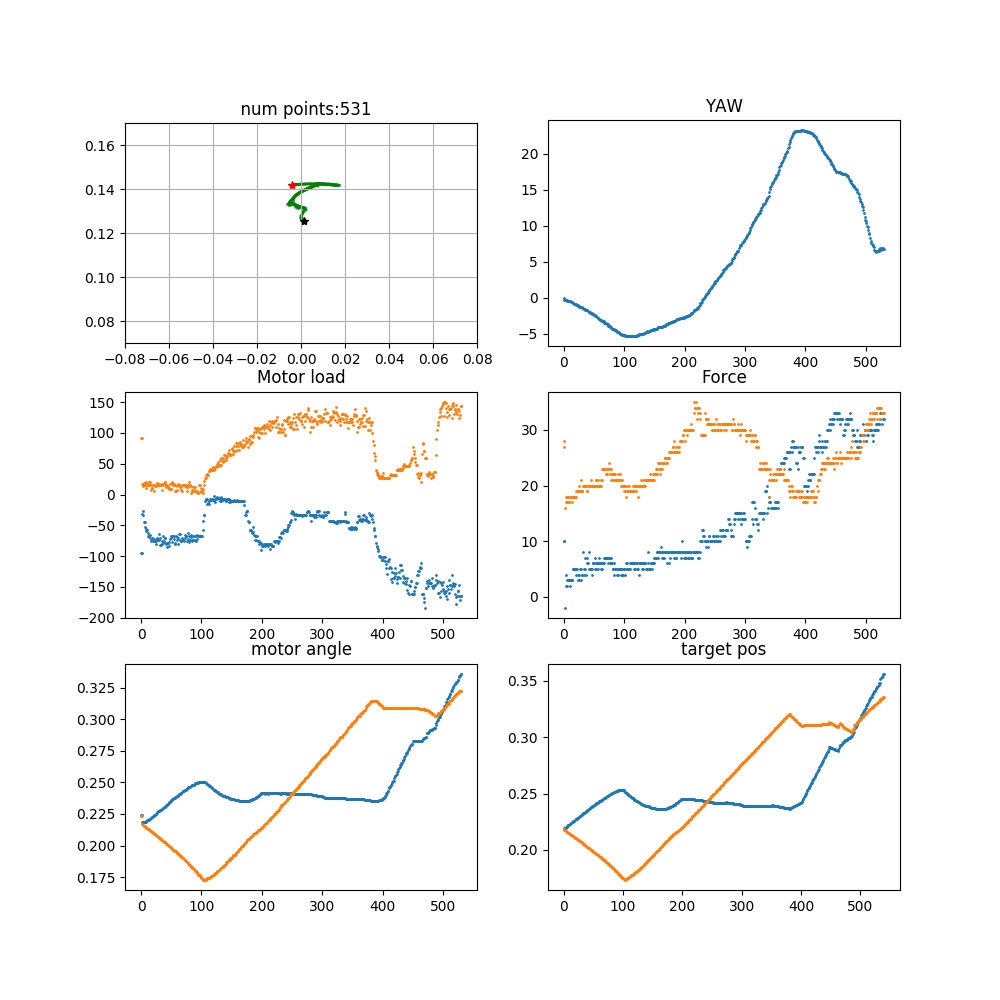 num points:531
0.16
0.14
0.12
0.10
0.08
−0.08 −0.06 −0.04 −0.02 0.00 0.02 0.04 0.06 0.08
YAW
20
15
10
5
0
−5
0 100 200 300 400 500
Motor load
150
100
50
0
−50
−100
−150
−200
0 100 200 300 400 500
Force
30
20
10
0
0 100 200 300 400 500
motor angle
0.325
0.300
0.275
0.250
0.225
0.200
0.175
0 100 200 300 400 500
target pos
0.35
0.30
0.25
0.20
0 100 200 300 400 500